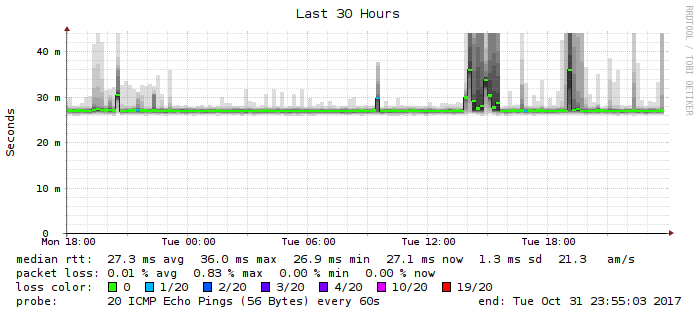 Last 30 Hours
RRDTOOL / TOBI OETIKER
Seconds
40 m
30 m
20 m
10 m
0
Mon 18:00 Tue 00:00 Tue 06:00 Tue 12:00 Tue 18:00
median rtt: 27.3 ms avg 36.0 ms max 26.9 ms min 27.1 ms now 1.3 ms sd 21.3 am/s
packet loss: 0.01 % avg 0.83 % max 0.00 % min 0.00 % now
loss color: 0 1/20 2/20 3/20 4/20 10/20 19/20
probe: 20 ICMP Echo Pings (56 Bytes) every 60s end: Tue Oct 31 23:55:03 2017